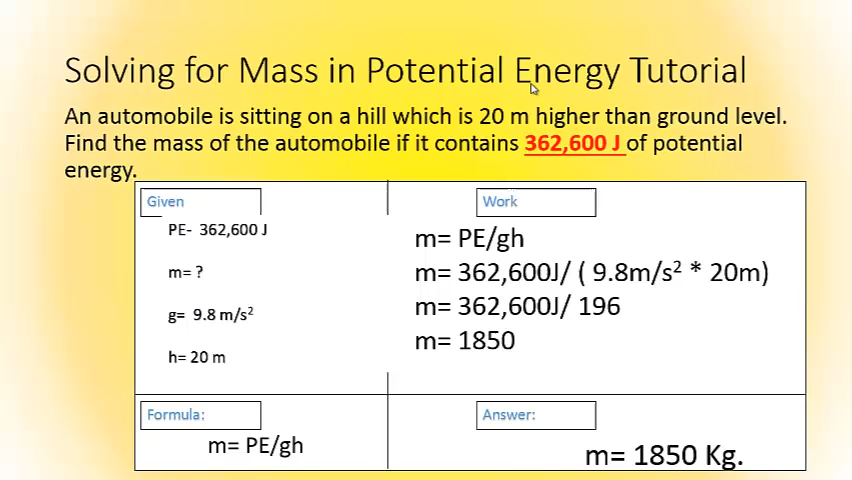 Solving for Mass in Potential Energy Tutorial
An automobile is sitting on a hill which is 20 m higher than ground level.
Find the mass of the automobile if it contains 362,600 J of potential
energy.
Given
PE- 362,600 J
m= ?
g= 9.8 m/s²
h= 20 m
Work
m= PE/gh
m= 362,600J/ ( 9.8m/s² * 20m)
m= 362,600J/ 196
m= 1850
Formula:
m= PE/gh
Answer:
m= 1850 Kg.